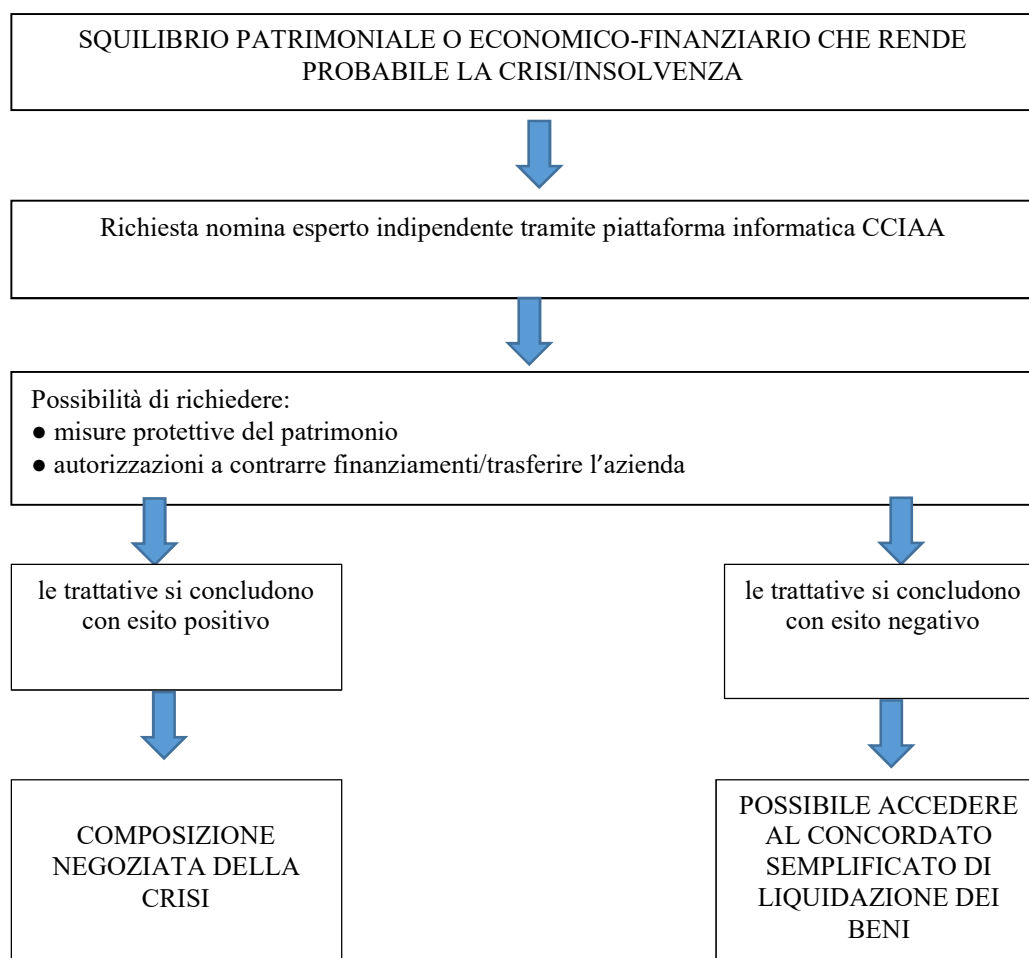 SQUILIBRIO PATRIMONIALE O ECONOMICO-FINANZIARIO CHE RENDE
PROBABILE LA CRISI/INSOLVENZA
Richiesta nomina esperto indipendente tramite piattaforma informatica CCIAA
Possibilità di richiedere:
● misure protettive del patrimonio
● autorizzazioni a contrarre finanziamenti/trasferire l’azienda
le trattative si concludono
con esito positivo
le trattative si concludono
con esito negativo
COMPOSIZIONE
NEGOZIATA DELLA
CRISI
POSSIBILE ACCEDERE
AL CONCORDATO
SEMPLIFICATO DI
LIQUIDAZIONE DEI
BENI